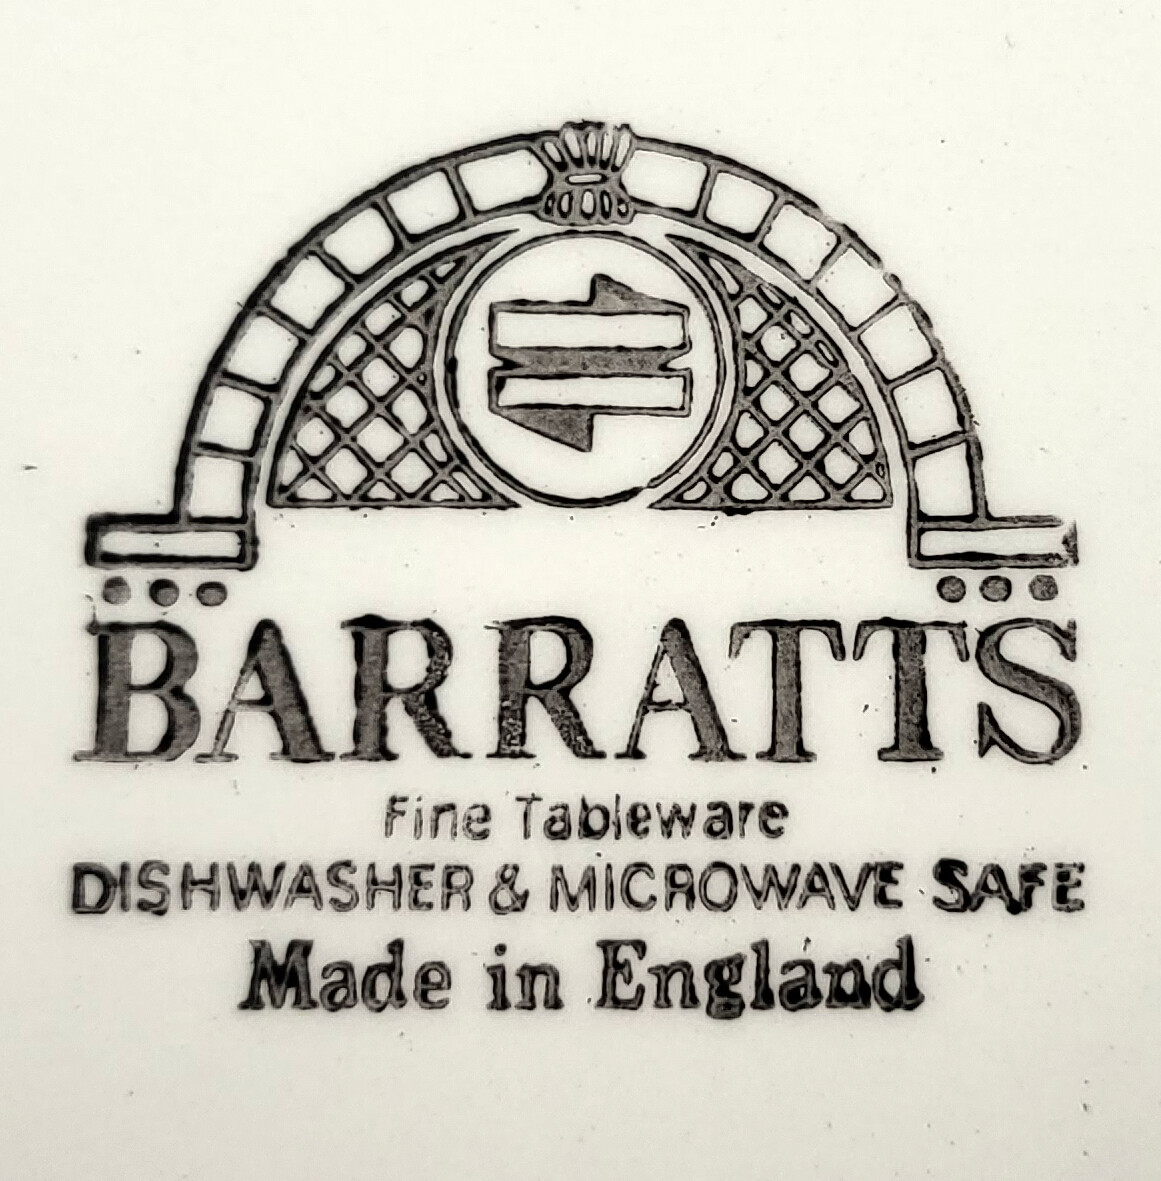 BARRATTS
Fine Tableware
DISHWASHER & MICROWAVE SAFE
Made in England